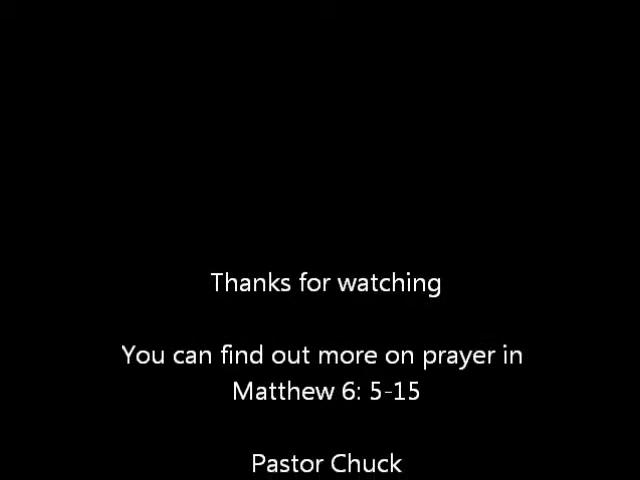 Thanks for watching
You can find out more on prayer in
Matthew 6: 5-15
Pastor Chuck